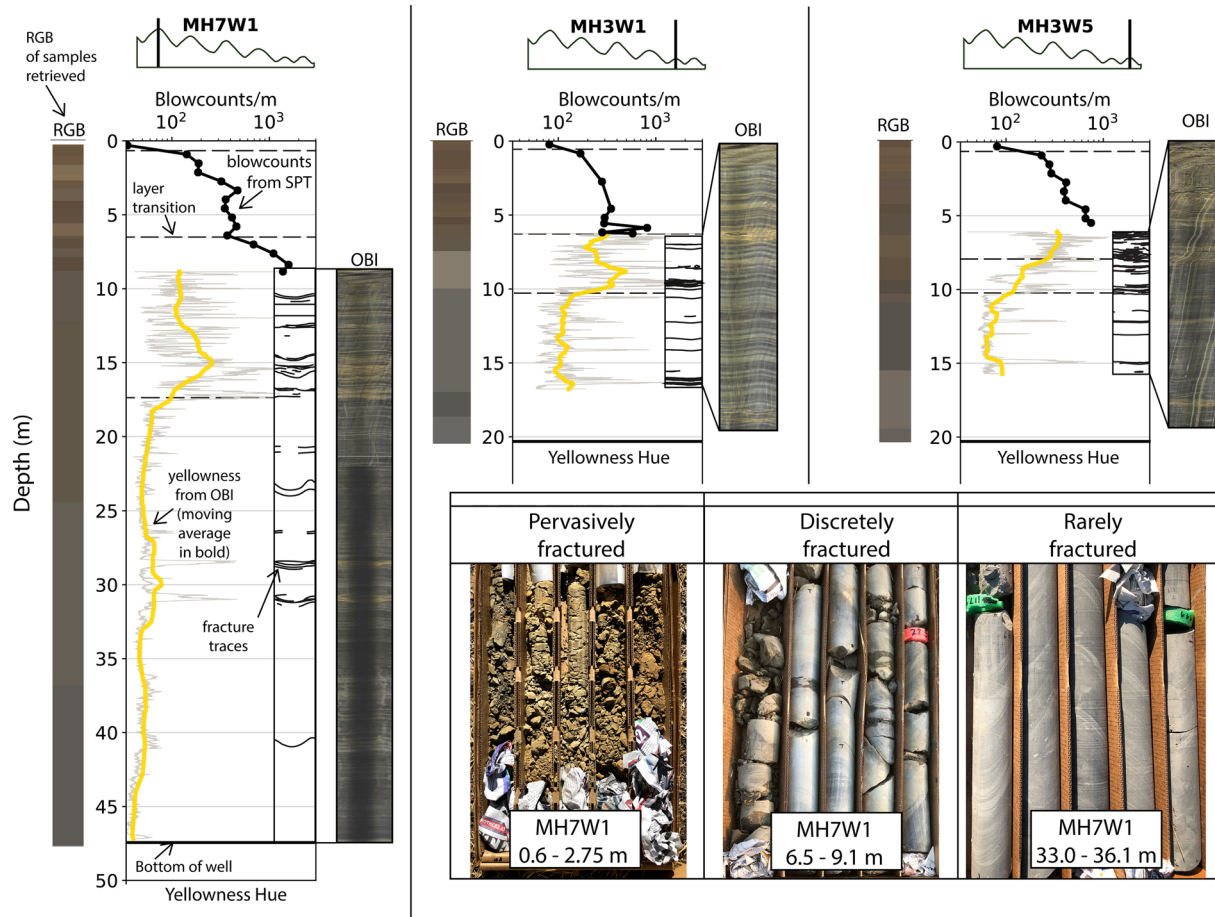 MH7W1
RGB
of samples
retrieved
Blowcounts/m
10²
10³
RGB
0
5
10
15
20
25
30
35
40
45
50
Depth (m)
blowcounts
from SPT
layer
transition
OBI
yellowness
from OBI
(moving
average
in bold)
fracture
traces
Bottom of well
Yellowness Hue
MH3W1
Blowcounts/m
10²
10³
RGB
OBI
0
5
10
15
20
Yellowness Hue
MH3W5
Blowcounts/m
10²
10³
RGB
OBI
0
5
10
15
20
Yellowness Hue
Pervasively
fractured
Discretely
fractured
Rarely
fractured
MH7W1
0.6 - 2.75 m
MH7W1
6.5 - 9.1 m
MH7W1
33.0 - 36.1 m